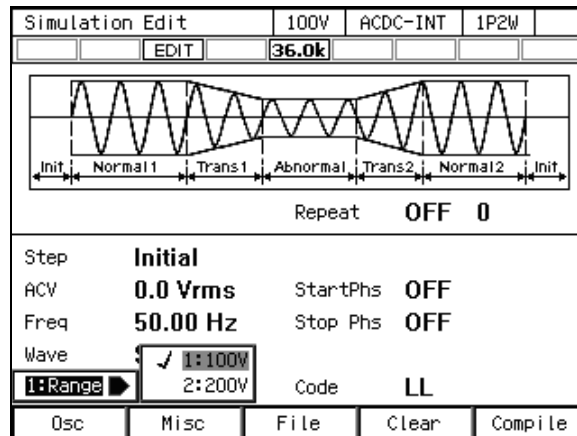 Simulation Edit 100V ACDC-INT 1P2W
EDIT 36.0k
Init Normal1 Trans1 Abnormal Trans2 Normal2 Init
Repeat OFF 0
Step Initial
ACV 0.0 Vrms StartPhs OFF
Freq 50.00 Hz Stop Phs OFF
Wave
✓ 1:100V
1:Range 2:200V Code LL
Osc Misc File Clear Compile